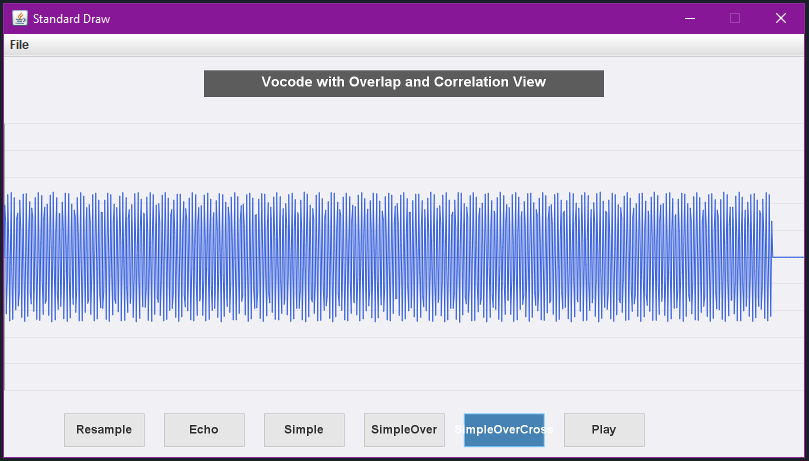 Standard Draw
File
Vocode with Overlap and Correlation View
Resample
Echo
Simple
SimpleOver
SimpleOverCross
Play